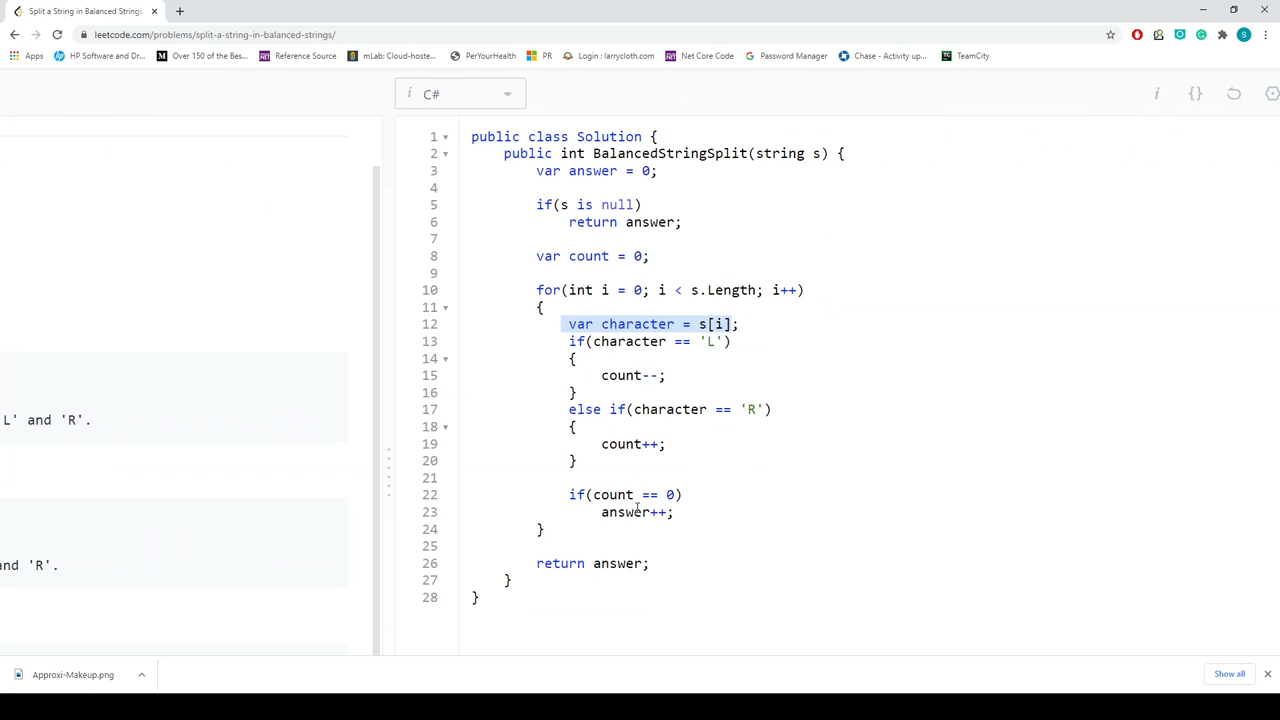 Split a String in Balanced Strings
leetcode.com/problems/split-a-string-in-balanced-strings/
Apps HP Software and Dr... Over 150 of the Bes... Reference Source mLab: Cloud-hoste... PerYourHealth PR Login : larrycloth.com Net Core Code Password Manager Chase - Activity up... TeamCity
C#
1 public class Solution {
2 public int BalancedStringSplit(string s) {
3 var answer = 0;
4
5 if(s is null)
6 return answer;
7
8 var count = 0;
9
10 for(int i = 0; i < s.Length; i++)
11 {
12 var character = s[i];
13 if(character == 'L')
14 {
15 count--;
16 }
17 else if(character == 'R')
18 {
19 count++;
20 }
21
22 if(count == 0)
23 answer++;
24 }
25
26 return answer;
27 }
28 }
L' and 'R'.
and 'R'.
Approxi-Makeup.png
Show all